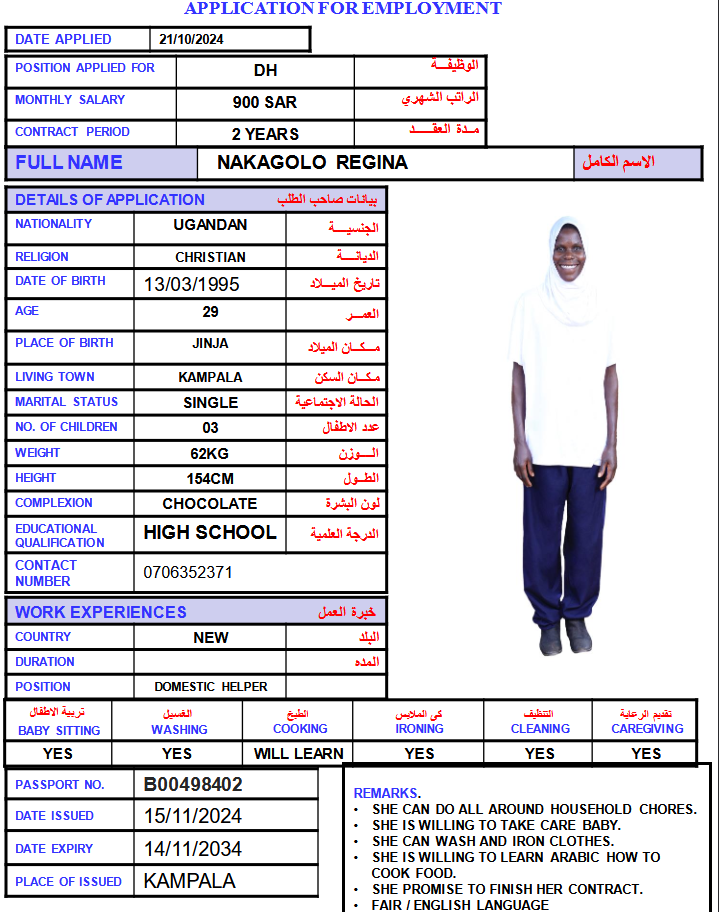 APPLICATION FOR EMPLOYMENT
DATE APPLIED 21/10/2024
POSITION APPLIED FOR DH الوظيفـــة
MONTHLY SALARY 900 SAR الراتب الشهري
CONTRACT PERIOD 2 YEARS مـدة العقـــد
FULL NAME NAKAGOLO REGINA الاسم الكامل
DETAILS OF APPLICATION بيانات صاحب الطلب
NATIONALITY UGANDAN الجنسيـــة
RELIGION CHRISTIAN الديانـــة
DATE OF BIRTH 13/03/1995 تاريخ الميـــلاد
AGE 29 العمــر
PLACE OF BIRTH JINJA مـكـان الميلاد
LIVING TOWN KAMPALA مكـان السكن
MARITAL STATUS SINGLE الحالة الاجتماعية
NO. OF CHILDREN 03 عدد الاطفال
WEIGHT 62KG الــوزن
HEIGHT 154CM الطــول
COMPLEXION CHOCOLATE لون البشرة
EDUCATIONAL QUALIFICATION HIGH SCHOOL الدرجة العلمية
CONTACT NUMBER 0706352371
WORK EXPERIENCES خبرة العمل
COUNTRY NEW البلد
DURATION المده
POSITION DOMESTIC HELPER
تربية الاطفال الغسيل الطبخ كي الملابس التنظيف تقديم الرعاية
BABY SITTING WASHING COOKING IRONING CLEANING CAREGIVING
YES YES WILL LEARN YES YES YES
PASSPORT NO. B00498402
DATE ISSUED 15/11/2024
DATE EXPIRY 14/11/2034
PLACE OF ISSUED KAMPALA
REMARKS.
• SHE CAN DO ALL AROUND HOUSEHOLD CHORES.
• SHE IS WILLING TO TAKE CARE BABY.
• SHE CAN WASH AND IRON CLOTHES.
• SHE IS WILLING TO LEARN ARABIC HOW TO
COOK FOOD.
• SHE PROMISE TO FINISH HER CONTRACT.
• FAIR / ENGLISH LANGUAGE